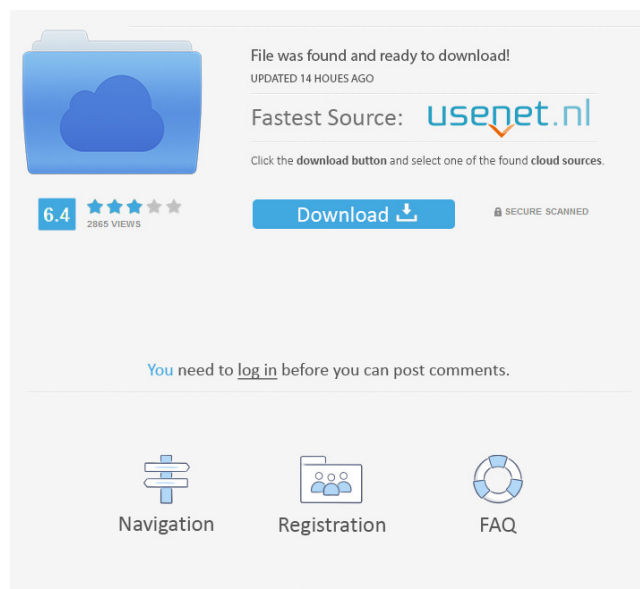 File was found and ready to download!
UPDATED 14 HOUES AGO
Fastest Source: usenet.nl
Click the download button and select one of the found cloud sources.
6.4
2865 VIEWS
Download
SECURE SCANNED
You need to log in before you can post comments.
Navigation
Registration
FAQ